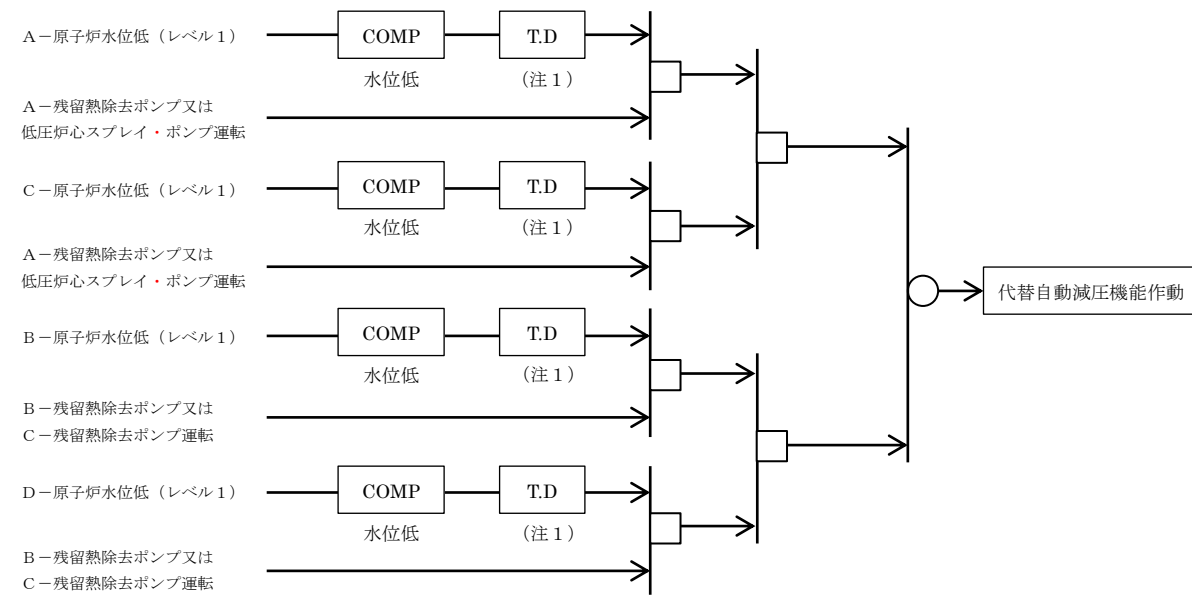 A－原子炉水位低（レベル１）
COMP
T.D
水位低
（注１）
A－残留熱除去ポンプ又は
低圧炉心スプレイ・ポンプ運転
C－原子炉水位低（レベル１）
COMP
T.D
水位低
（注１）
A－残留熱除去ポンプ又は
低圧炉心スプレイ・ポンプ運転
代替自動減圧機能作動
B－原子炉水位低（レベル１）
COMP
T.D
水位低
（注１）
B－残留熱除去ポンプ又は
C－残留熱除去ポンプ運転
D－原子炉水位低（レベル１）
COMP
T.D
水位低
（注１）
B－残留熱除去ポンプ又は
C－残留熱除去ポンプ運転